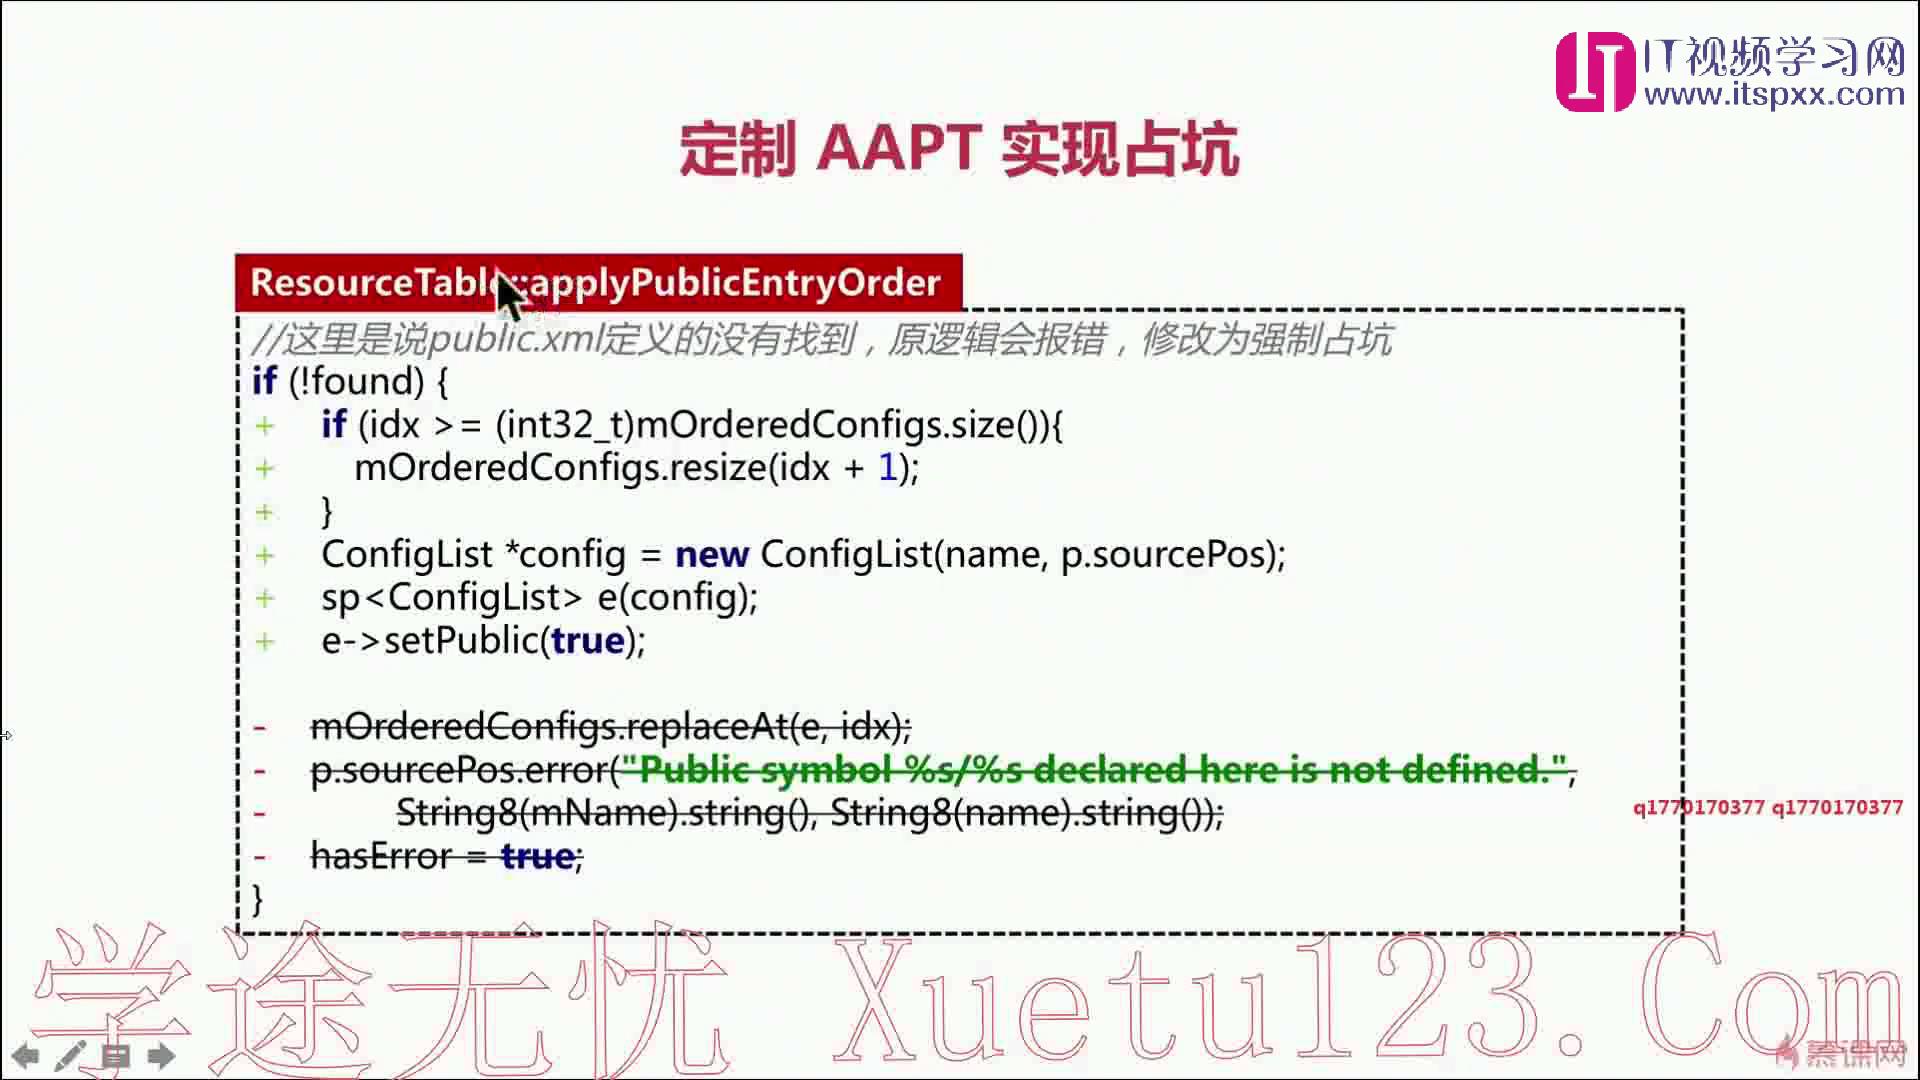 IT视频学习网
www.itspxx.com
定制 AAPT 实现占坑
ResourceTable::applyPublicEntryOrder
//这里是说public.xml定义的没有找到，原逻辑会报错，修改为强制占坑
if (!found) {
+ if (idx >= (int32_t)mOrderedConfigs.size()){
+ mOrderedConfigs.resize(idx + 1);
+ }
+ ConfigList *config = new ConfigList(name, p.sourcePos);
+ sp<ConfigList> e(config);
+ e->setPublic(true);
- mOrderedConfigs.replaceAt(e, idx);
- p.sourcePos.error("Public symbol %s/%s declared here is not defined.",
- String8(mName).string(), String8(name).string());
- hasError = true;
}
q1770170377 q1770170377
学途无忧 Xuetu123.Com
慕课网